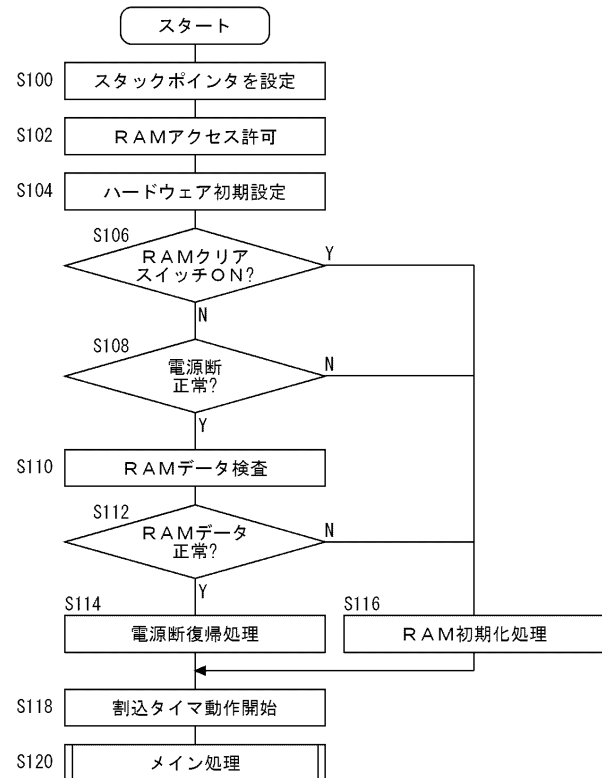 スタート
S100
スタックポインタを設定
S102
RAMアクセス許可
S104
ハードウェア初期設定
S106
RAMクリア
スイッチON?
Y
N
S108
電源断
正常?
N
Y
S110
RAMデータ検査
S112
RAMデータ
正常?
N
Y
S114
電源断復帰処理
S116
RAM初期化処理
S118
割込タイマ動作開始
S120
メイン処理